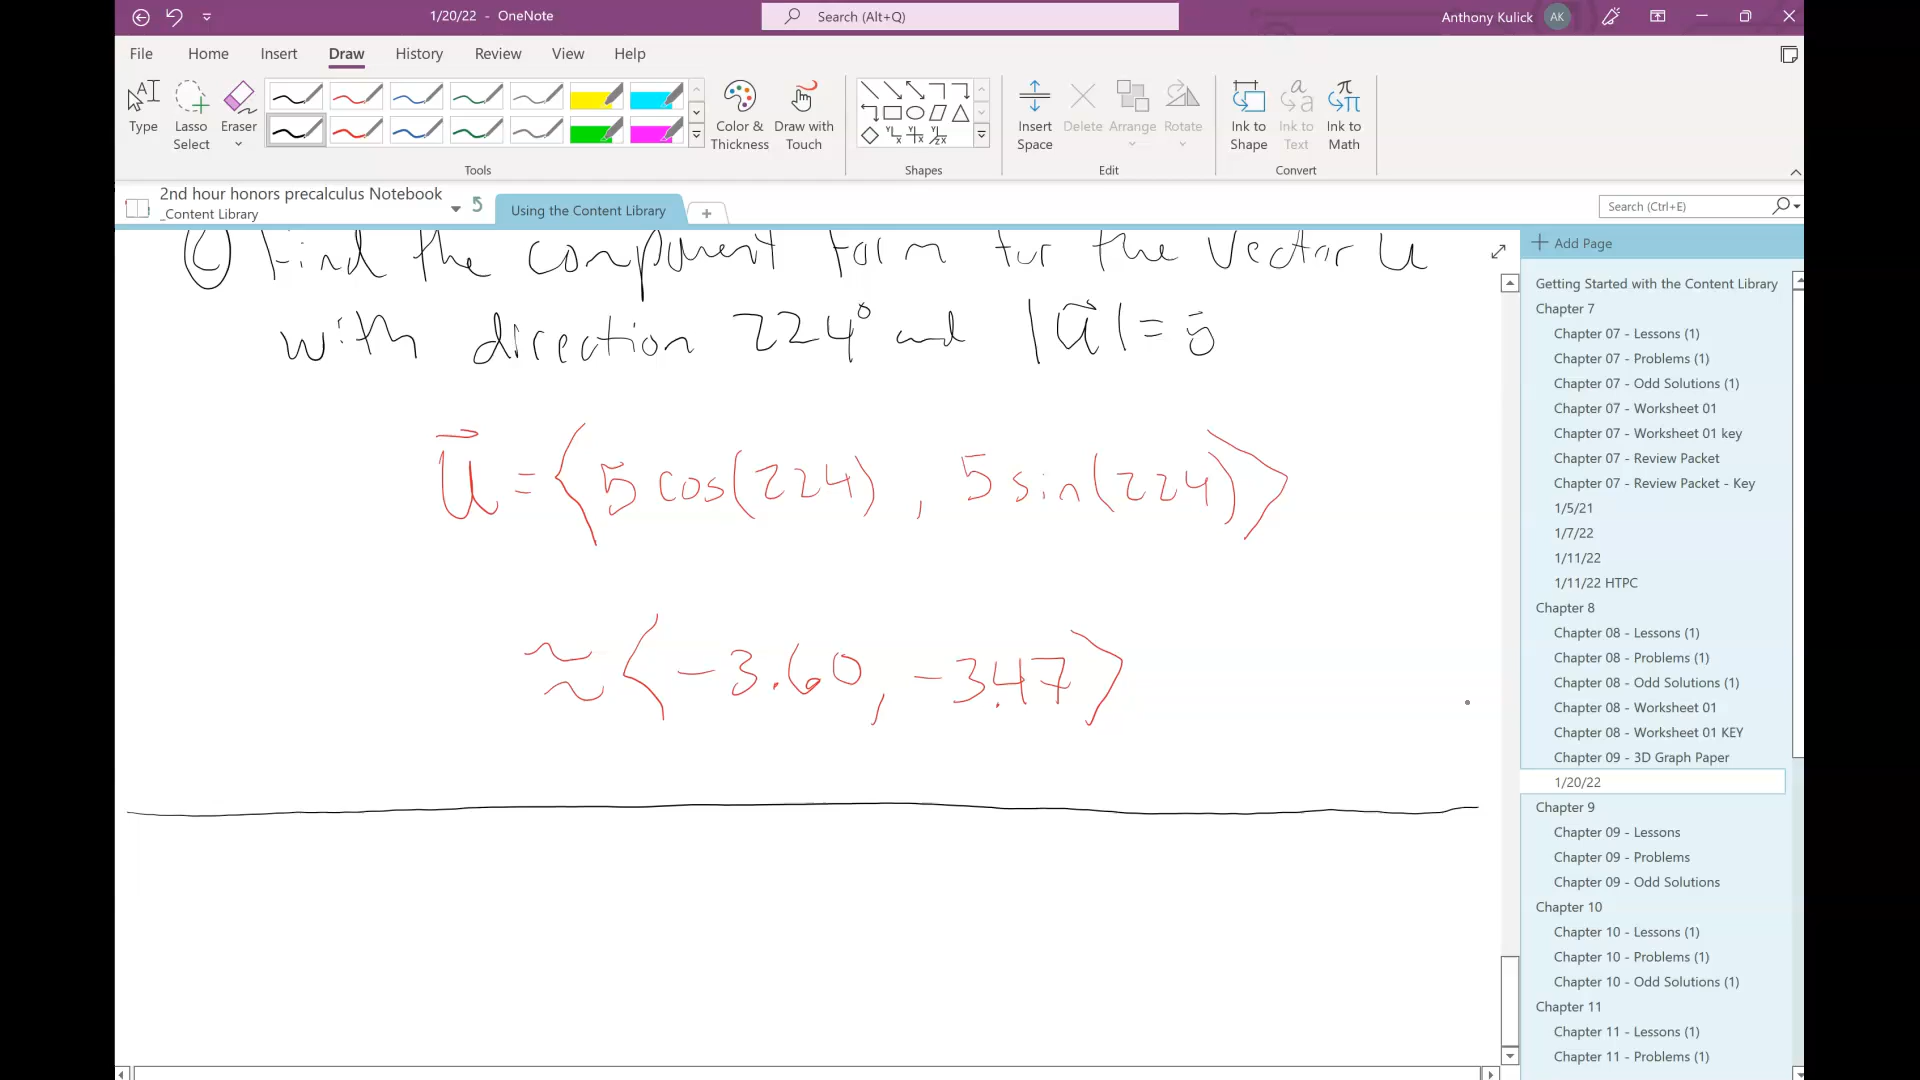 1/20/22 - OneNote
Search (Alt+Q)
Anthony Kulick
AK
File
Home
Insert
Draw
History
Review
View
Help
Type
Lasso Select
Eraser
Color & Thickness
Draw with Touch
Insert Space
Delete
Arrange
Rotate
Ink to Shape
Ink to Text
Ink to Math
Tools
Shapes
Edit
Convert
2nd hour honors precalculus Notebook
_Content Library
Using the Content Library
Search (Ctrl+E)
Ⓒ Find the component form for the vector u
with direction 224° and |u⃗| = 5
u⃗ = ⟨5 cos(224), 5 sin(224)⟩
≈ ⟨-3.60, -3.47⟩
Add Page
Getting Started with the Content Library
Chapter 7
Chapter 07 - Lessons (1)
Chapter 07 - Problems (1)
Chapter 07 - Odd Solutions (1)
Chapter 07 - Worksheet 01
Chapter 07 - Worksheet 01 key
Chapter 07 - Review Packet
Chapter 07 - Review Packet - Key
1/5/21
1/7/22
1/11/22
1/11/22 HTPC
Chapter 8
Chapter 08 - Lessons (1)
Chapter 08 - Problems (1)
Chapter 08 - Odd Solutions (1)
Chapter 08 - Worksheet 01
Chapter 08 - Worksheet 01 KEY
Chapter 09 - 3D Graph Paper
1/20/22
Chapter 9
Chapter 09 - Lessons
Chapter 09 - Problems
Chapter 09 - Odd Solutions
Chapter 10
Chapter 10 - Lessons (1)
Chapter 10 - Problems (1)
Chapter 10 - Odd Solutions (1)
Chapter 11
Chapter 11 - Lessons (1)
Chapter 11 - Problems (1)